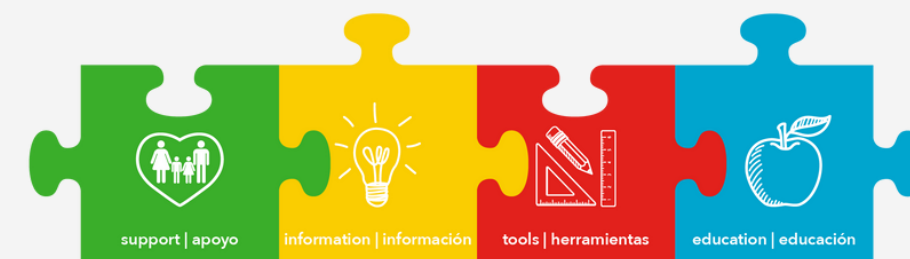 support | apoyo
information | información
tools | herramientas
education | educación